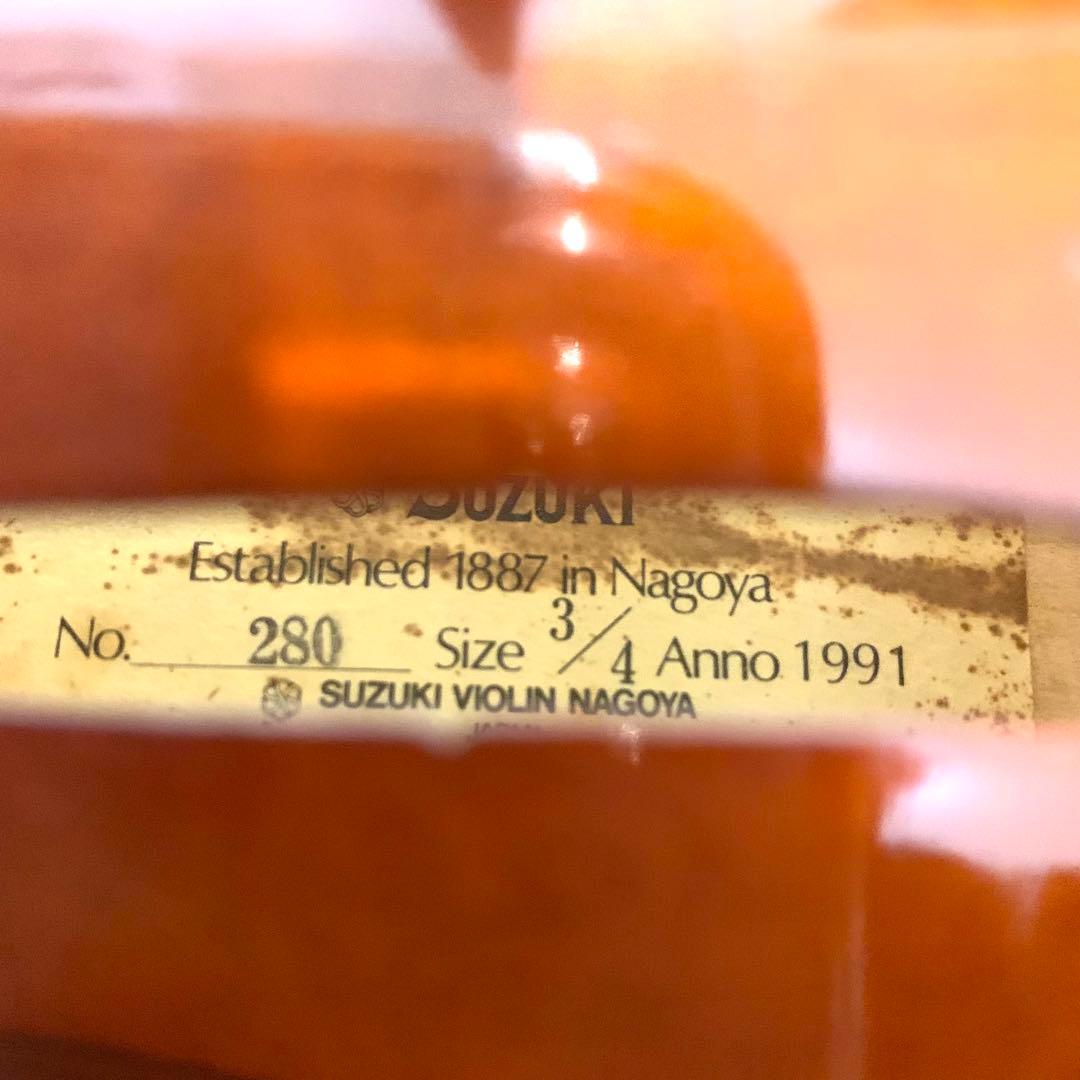 SUZUKI
Established 1887 in Nagoya
No. 280 Size 3/4 Anno 1991
SUZUKI VIOLIN NAGOYA